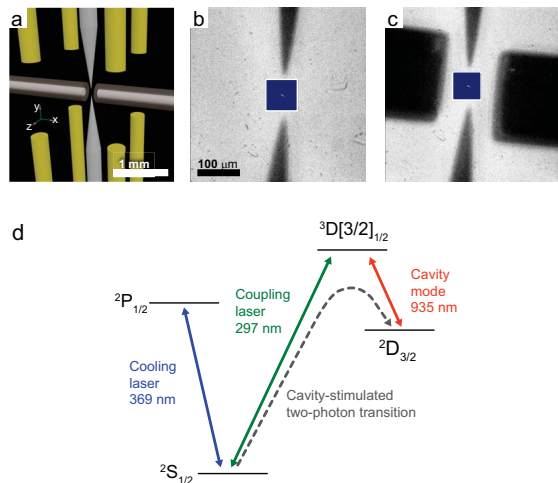 a
y
x
z
1 mm
b
100 µm
c
d
³D[3/2]₁/₂
²P₁/₂
Coupling
laser
297 nm
Cavity
mode
935 nm
²D₃/₂
Cooling
laser
369 nm
Cavity-stimulated
two-photon transition
²S₁/₂